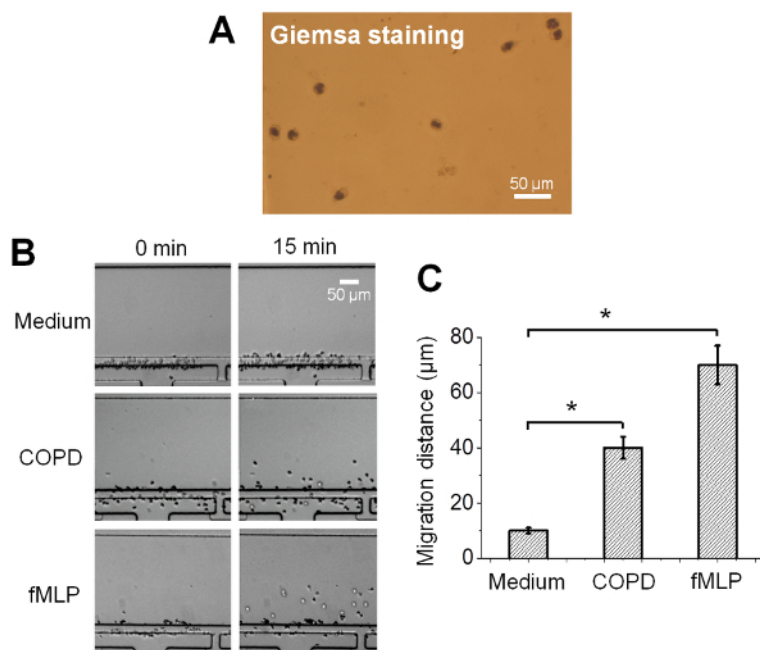 A
Giemsa staining
50 µm
B
0 min
15 min
50 µm
Medium
COPD
fMLP
C
Migration distance (µm)
80
60
40
20
0
*
*
Medium
COPD
fMLP